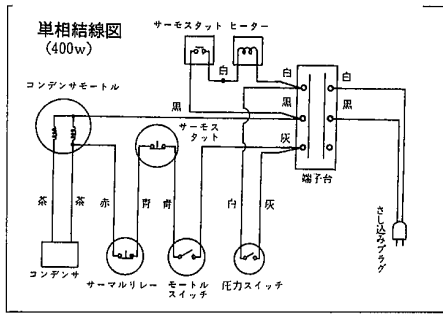 単相結線図
(400w)
サーモスタット ヒーター
コンデンサモートル
白
白
白
黒
黒
黒
サーモス
タット
灰
端子台
茶
茶
赤
青
青
白
灰
さし込みプラグ
コンデンサ
サーマルリレー
モートル
スイッチ
圧力スイッチ